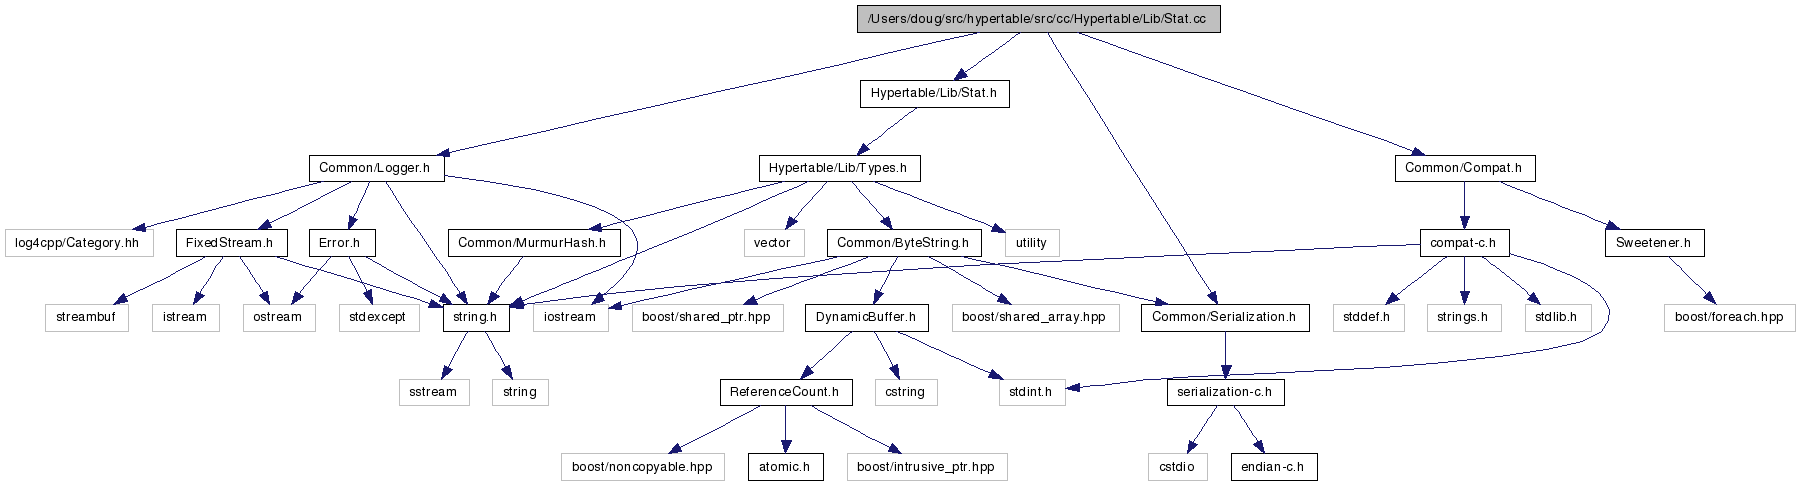 /Users/doug/src/hypertable/src/cc/Hypertable/Lib/Stat.cc
Hypertable/Lib/Stat.h
Common/Logger.h
Hypertable/Lib/Types.h
Common/Compat.h
log4cpp/Category.hh
FixedStream.h
Error.h
Common/MurmurHash.h
vector
Common/ByteString.h
utility
compat-c.h
Sweetener.h
streambuf
istream
ostream
stdexcept
string.h
iostream
boost/shared_ptr.hpp
DynamicBuffer.h
boost/shared_array.hpp
Common/Serialization.h
stddef.h
strings.h
stdlib.h
boost/foreach.hpp
sstream
string
ReferenceCount.h
cstring
stdint.h
serialization-c.h
boost/noncopyable.hpp
atomic.h
boost/intrusive_ptr.hpp
cstdio
endian-c.h